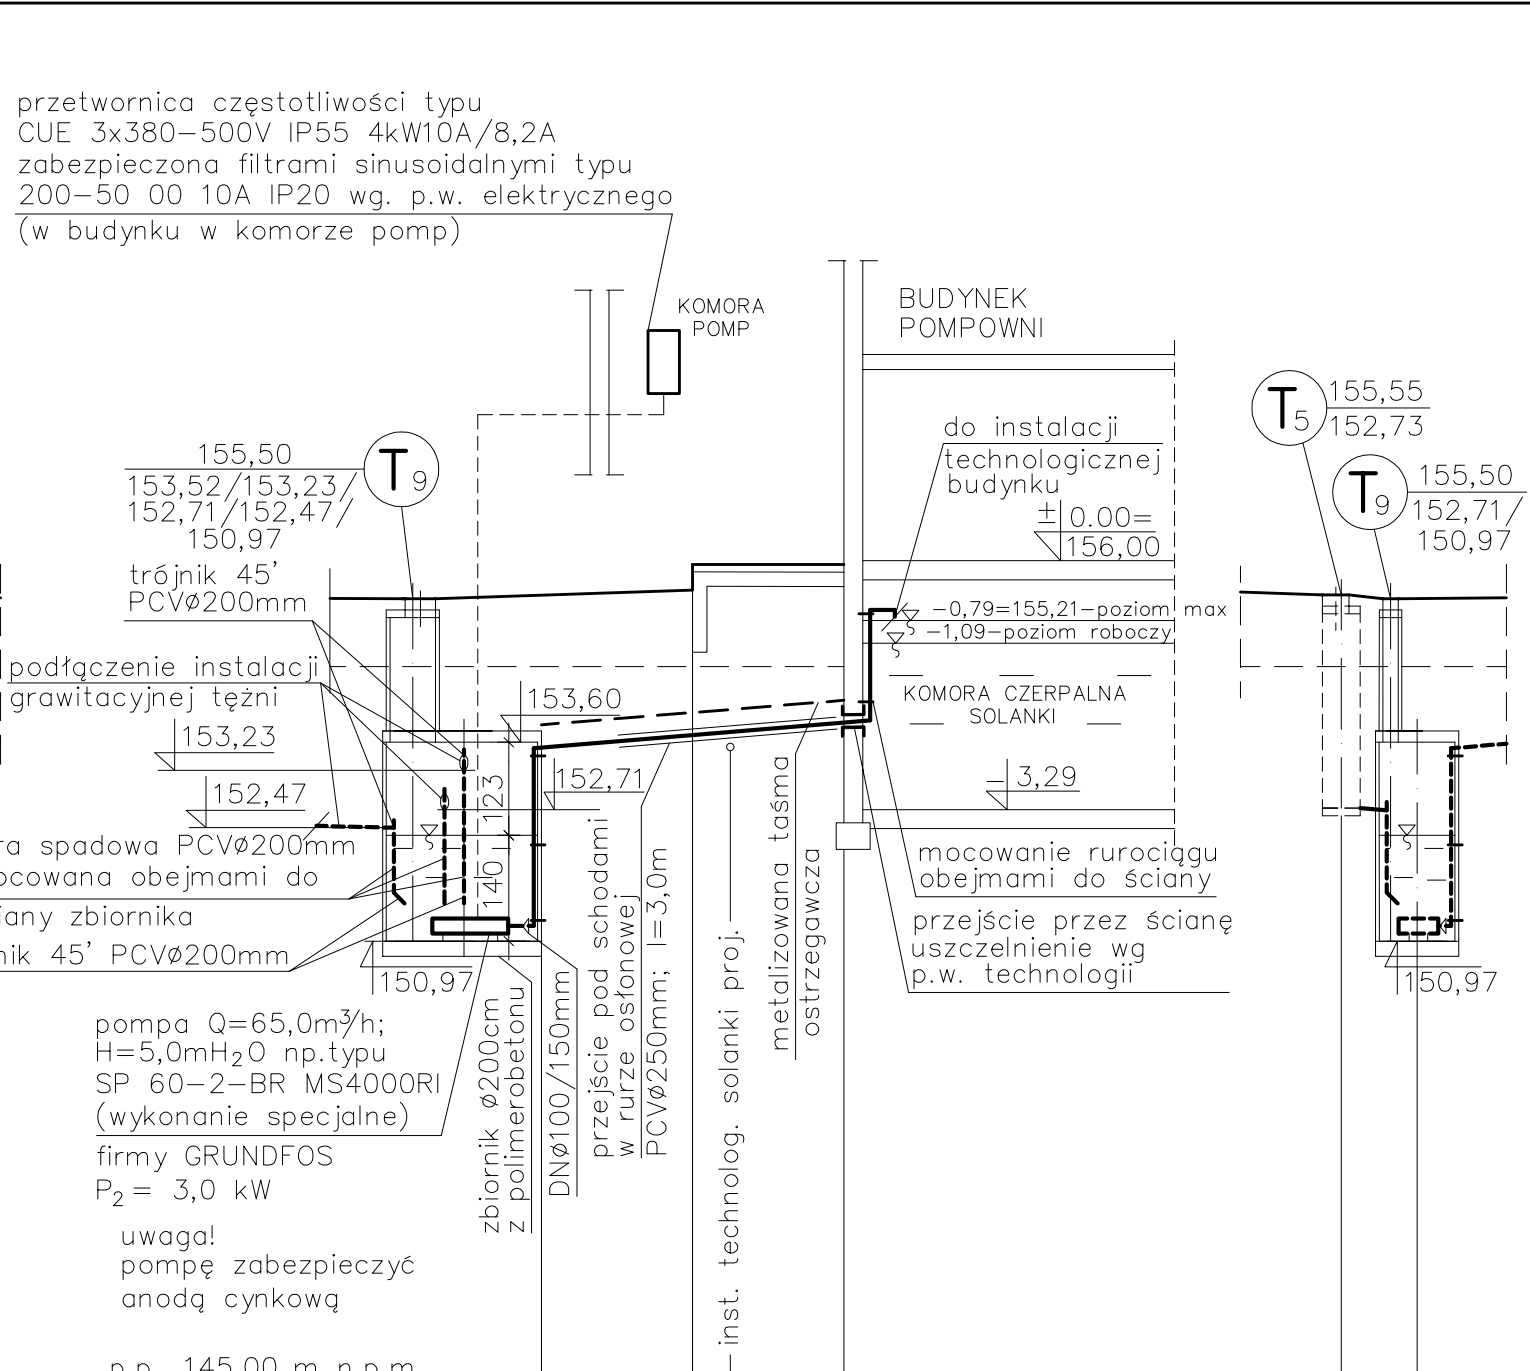 przetwornica częstotliwości typu
CUE 3x380-500V IP55 4kW10A/8,2A
zabezpieczona filtrami sinusoidalnymi typu
200-50 00 10A IP20 wg. p.w. elektrycznego
(w budynku w komorze pomp)
KOMORA
POMP
BUDYNEK
POMPOWNI
do instalacji
technologicznej
budynku
± 0.00=
156,00
T5
155,55
152,73
T9
155,50
152,71/
150,97
155,50
T9
153,52/153,23/
152,71/152,47/
150,97
trójnik 45'
PCVø200mm
podłączenie instalacji
grawitacyjnej tężni
153,23
152,47
153,60
152,71
123
140
-0,79=155,21-poziom max
-1,09-poziom roboczy
KOMORA CZERPALNA
SOLANKI
- 3,29
ra spadowa PCVø200mm
ocowana obejmami do
iany zbiornika
nik 45' PCVø200mm
150,97
pompa Q=65,0m³/h;
H=5,0mH₂O np.typu
SP 60-2-BR MS4000RI
(wykonanie specjalne)
firmy GRUNDFOS
P₂= 3,0 kW
uwaga!
pompę zabezpieczyć
anodą cynkową
p.p. 145,00 m n.p.m.
zbiornik ø200cm
z polimerobetonu
DNø100/150mm
przejście pod schodami
w rurze osłonowej
PCVø250mm; l=3,0m
-inst. technolog. solanki proj.
metalizowana taśma
ostrzegawcza
mocowanie rurociągu
obejmami do ściany
przejście przez ścianę
uszczelnienie wg
p.w. technologii
150,97